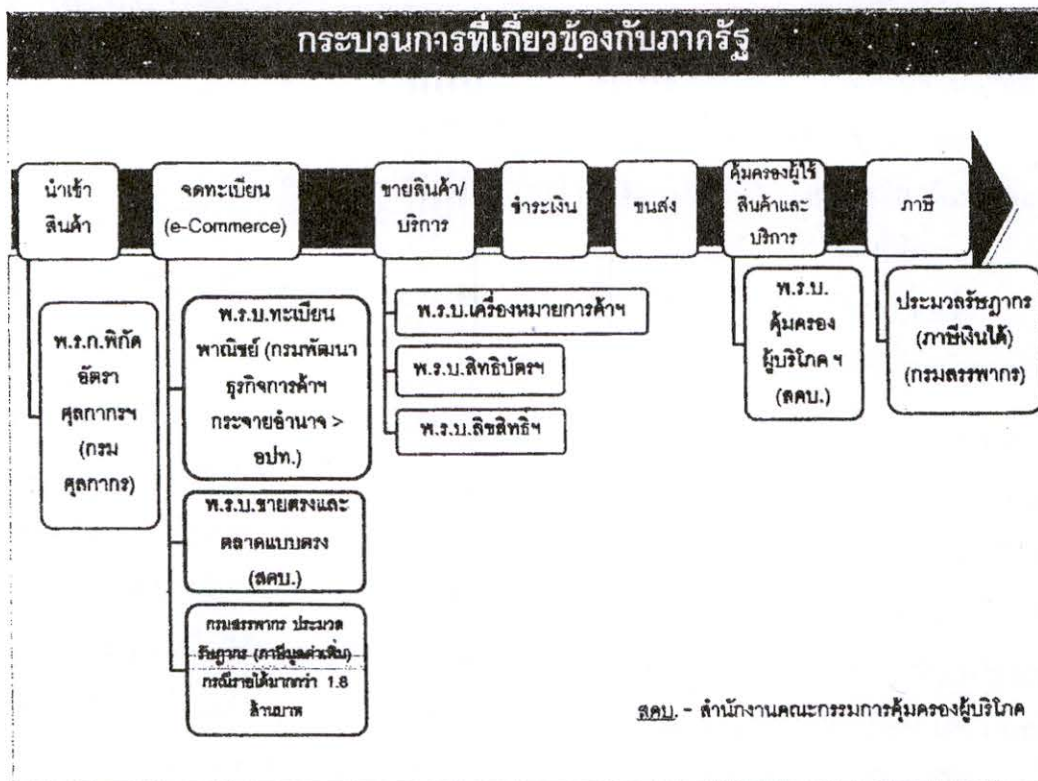 กระบวนการที่เกี่ยวข้องกับภาครัฐ
นำเข้า
สินค้า
จดทะเบียน
(e-Commerce)
ขายสินค้า/
บริการ
ชำระเงิน
ขนส่ง
คุ้มครองผู้ใช้
สินค้าและ
บริการ
ภาษี
พ.ร.ก.พิกัด
อัตรา
ศุลกากรฯ
(กรม
ศุลกากร)
พ.ร.บ.ทะเบียน
พาณิชย์ (กรมพัฒนา
ธุรกิจการค้าฯ
กระจายอำนาจ >
อปท.)
พ.ร.บ.ขายตรงและ
ตลาดแบบตรง
(สคบ.)
กรมสรรพากร ประมวล
รัษฎากร (ภาษีมูลค่าเพิ่ม)
กรณีรายได้มากกว่า 1.8
ล้านบาท
พ.ร.บ.เครื่องหมายการค้าฯ
พ.ร.บ.สิทธิบัตรฯ
พ.ร.บ.ลิขสิทธิ์ฯ
พ.ร.บ.
คุ้มครอง
ผู้บริโภค ฯ
(สคบ.)
ประมวลรัษฎากร
(ภาษีเงินได้)
(กรมสรรพากร)
สคบ. - สำนักงานคณะกรรมการคุ้มครองผู้บริโภค